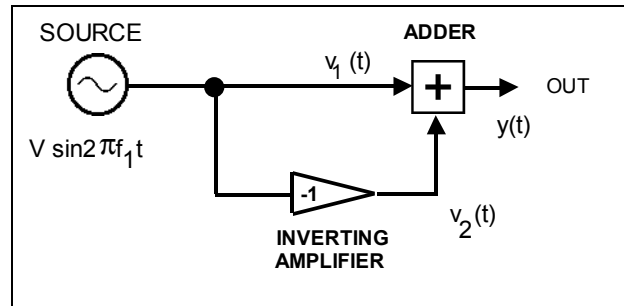 SOURCE
ADDER
v1 (t)
+
OUT
y(t)
V sin2πf1t
-1
v2(t)
INVERTING
AMPLIFIER